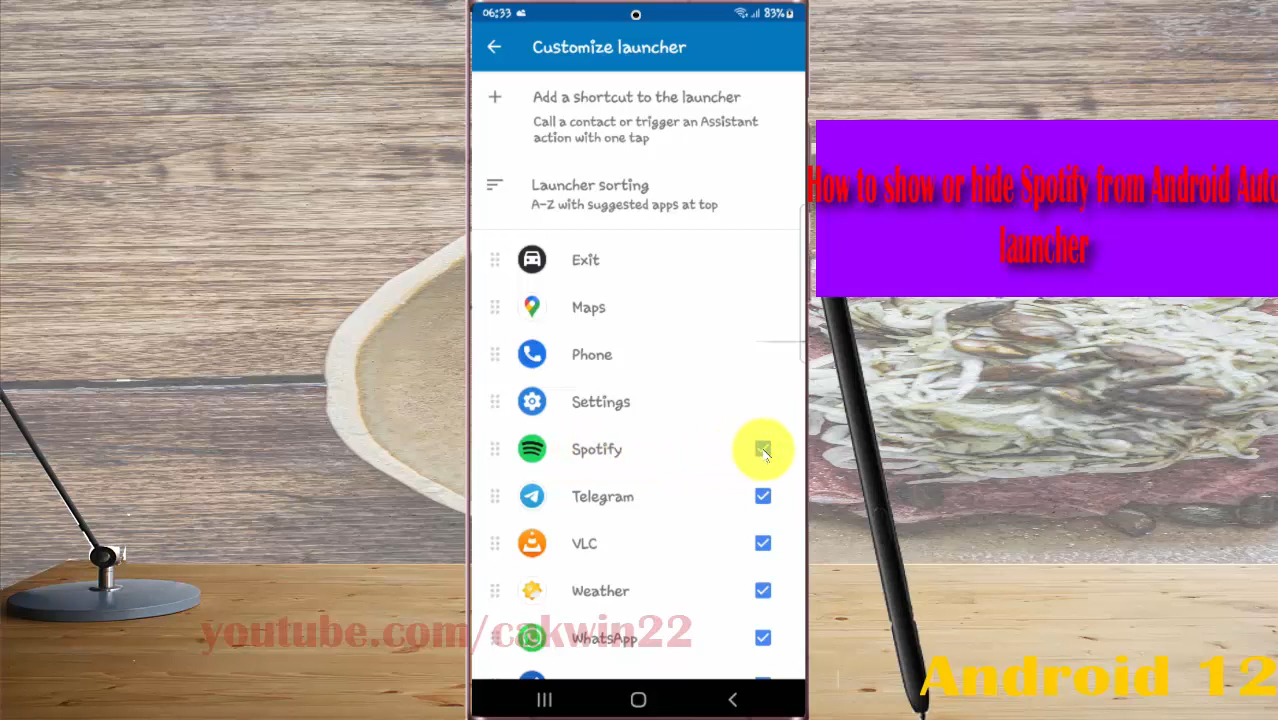 06:33
83%
Customize launcher
Add a shortcut to the launcher
Call a contact or trigger an Assistant
action with one tap
Launcher sorting
A-Z with suggested apps at top
Exit
Maps
Phone
Settings
Spotify
Telegram
VLC
Weather
WhatsApp
How to show or hide Spotify from Android Auto
launcher
youtube.com/cakwin22
Android 12